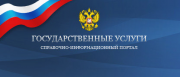 ГОСУДАРСТВЕННЫЕ УСЛУГИ
СПРАВОЧНО-ИНФОРМАЦИОННЫЙ ПОРТАЛ